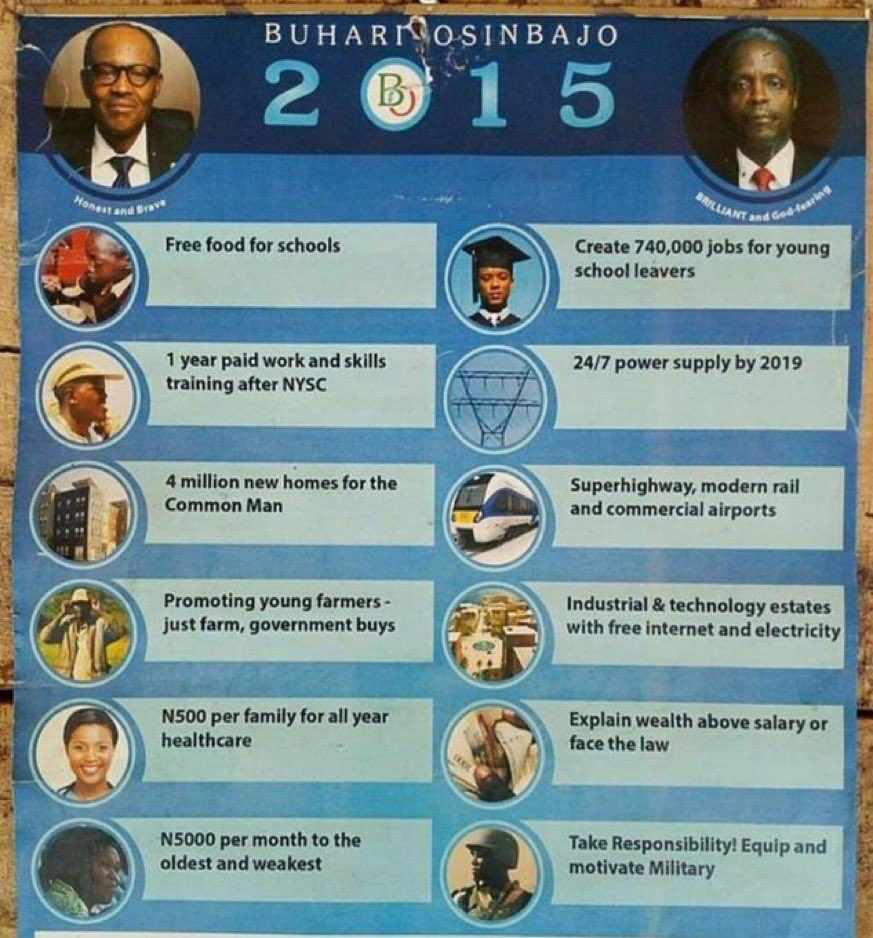 BUHARI OSINBAJO
2015
BO
Honest and Brave
BRILLIANT and God-fearing
Free food for schools
Create 740,000 jobs for young
school leavers
1 year paid work and skills
training after NYSC
24/7 power supply by 2019
4 million new homes for the
Common Man
Superhighway, modern rail
and commercial airports
Promoting young farmers -
just farm, government buys
Industrial & technology estates
with free internet and electricity
N500 per family for all year
healthcare
Explain wealth above salary or
face the law
N5000 per month to the
oldest and weakest
Take Responsibility! Equip and
motivate Military